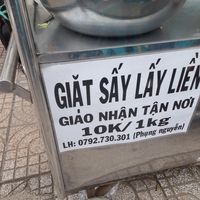 GIẶT SẤY LẤY LIỀN
GIAO NHẬN TẬN NƠI
10K/1kg
LH: 0792.730.301 (Phụng nguyễn)